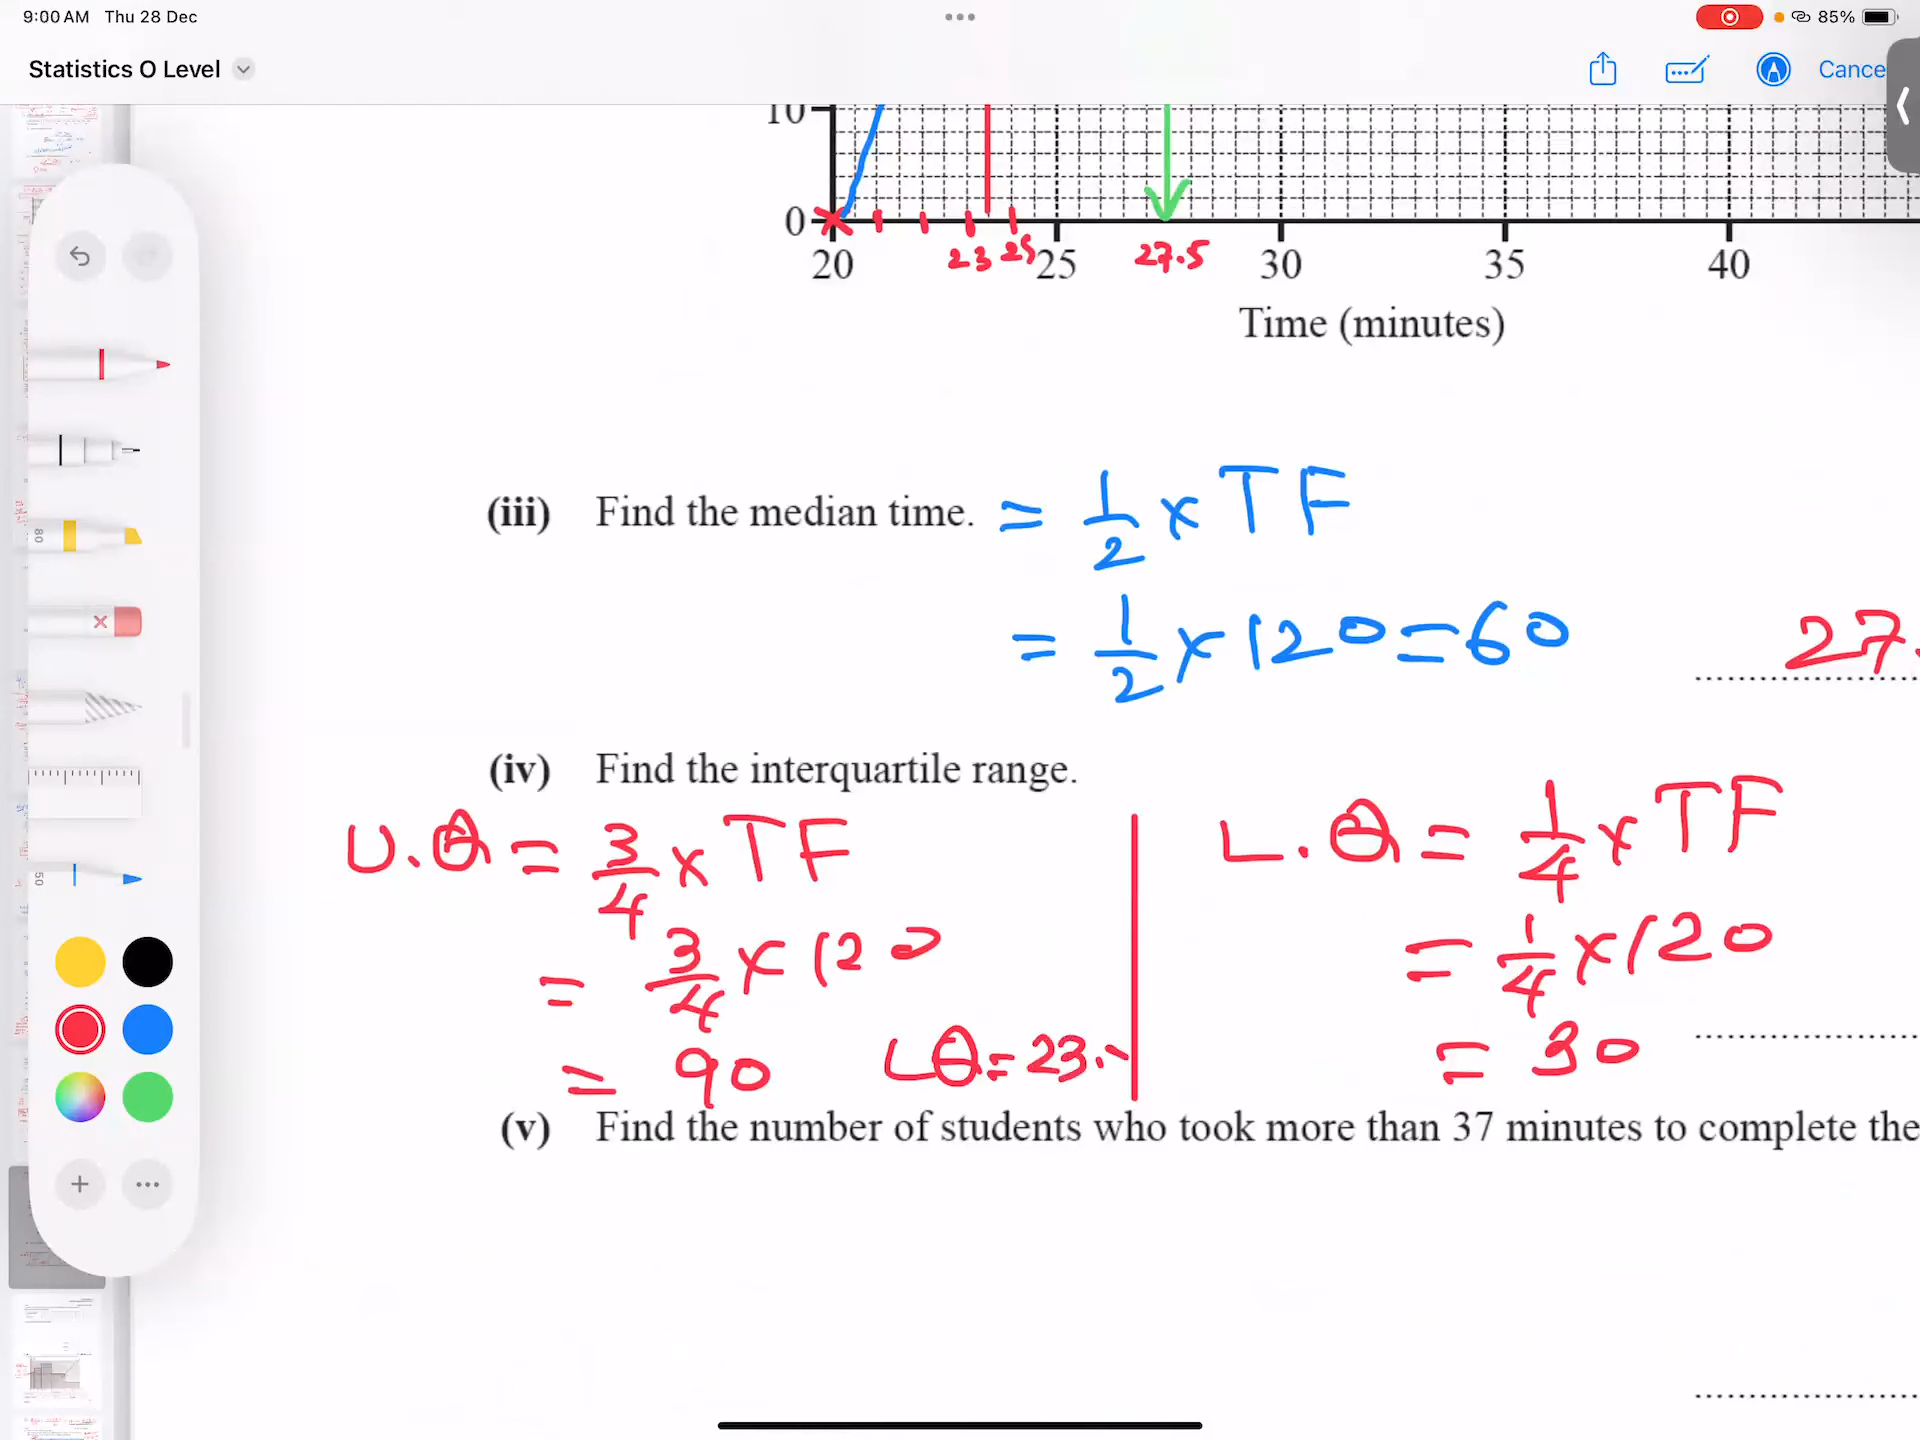 9:00 AM Thu 28 Dec
85%
Statistics O Level
Cance
10
0
23 25 27.5
20 25 30 35 40
Time (minutes)
(iii) Find the median time. = 1/2 × TF
= 1/2 × 120 = 60
27.
(iv) Find the interquartile range.
U.Q = 3/4 × TF
= 3/4 × 120
= 90
LQ = 23.
L.Q = 1/4 × TF
= 1/4 × 120
= 30
(v) Find the number of students who took more than 37 minutes to complete the
80
50